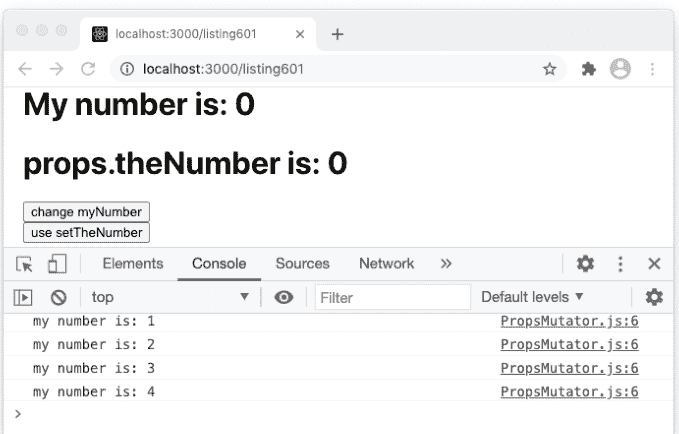 localhost:3000/listing601
localhost:3000/listing601
My number is: 0
props.theNumber is: 0
change myNumber
use setTheNumber
Elements Console Sources Network
top Filter Default levels
my number is: 1 PropsMutator.js:6
my number is: 2 PropsMutator.js:6
my number is: 3 PropsMutator.js:6
my number is: 4 PropsMutator.js:6